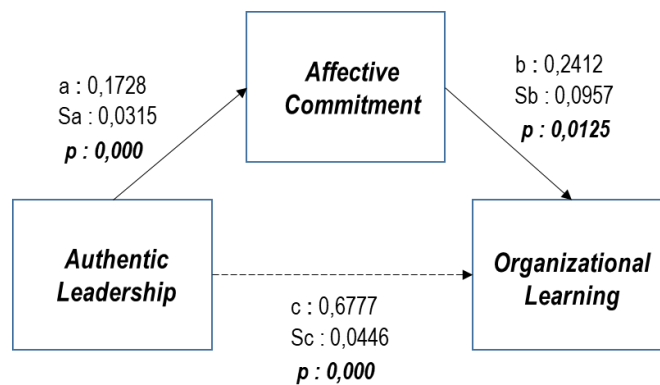 Affective
Commitment
a : 0,1728
Sa : 0,0315
p : 0,000
b : 0,2412
Sb : 0,0957
p : 0,0125
Authentic
Leadership
Organizational
Learning
c : 0,6777
Sc : 0,0446
p : 0,000